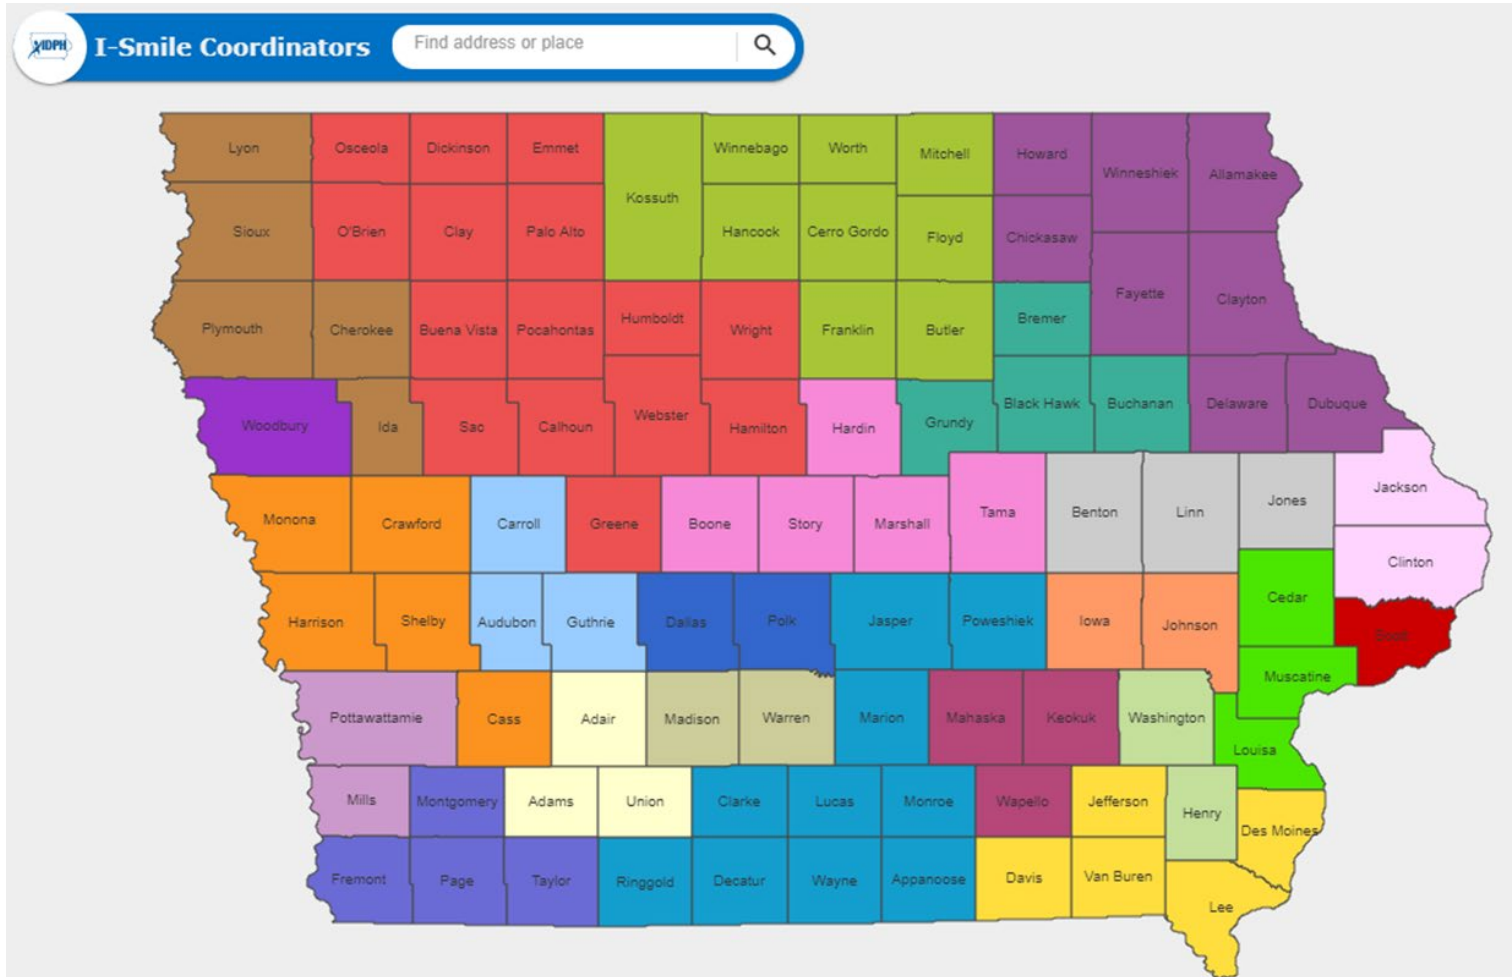 IDPH
I-Smile Coordinators
Find address or place
Lyon
Osceola
Dickinson
Emmet
Kossuth
Winnebago
Worth
Mitchell
Howard
Winneshiek
Allamakee
Sioux
O'Brien
Clay
Palo Alto
Hancock
Cerro Gordo
Floyd
Chickasaw
Plymouth
Cherokee
Buena Vista
Pocahontas
Humboldt
Wright
Franklin
Butler
Bremer
Fayette
Clayton
Woodbury
Ida
Sac
Calhoun
Webster
Hamilton
Hardin
Grundy
Black Hawk
Buchanan
Delaware
Dubuque
Monona
Crawford
Carroll
Greene
Boone
Story
Marshall
Tama
Benton
Linn
Jones
Jackson
Clinton
Harrison
Shelby
Audubon
Guthrie
Dallas
Polk
Jasper
Poweshiek
Iowa
Johnson
Cedar
Scott
Pottawattamie
Cass
Adair
Madison
Warren
Marion
Mahaska
Keokuk
Washington
Muscatine
Louisa
Mills
Montgomery
Adams
Union
Clarke
Lucas
Monroe
Wapello
Jefferson
Henry
Des Moines
Fremont
Page
Taylor
Ringgold
Decatur
Wayne
Appanoose
Davis
Van Buren
Lee